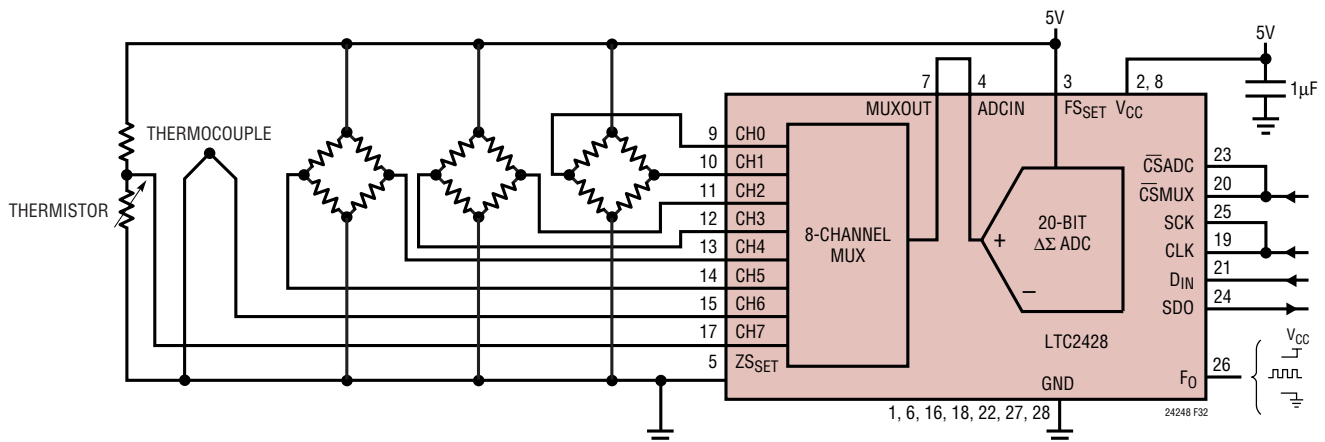 5V
5V
7
4
3
2, 8
1μF
MUXOUT
ADCIN
FSSET
VCC
THERMOCOUPLE
THERMISTOR
9 CH0
10 CH1
11 CH2
12 CH3
13 CH4
14 CH5
15 CH6
17 CH7
5 ZSSET
8-CHANNEL
MUX
+
20-BIT
ΔΣ ADC
–
LTC2428
GND
1, 6, 16, 18, 22, 27, 28
C̅S̅ADC 23
C̅S̅MUX 20
SCK 25
CLK 19
DIN 21
SDO 24
FO 26
VCC
24248 F32